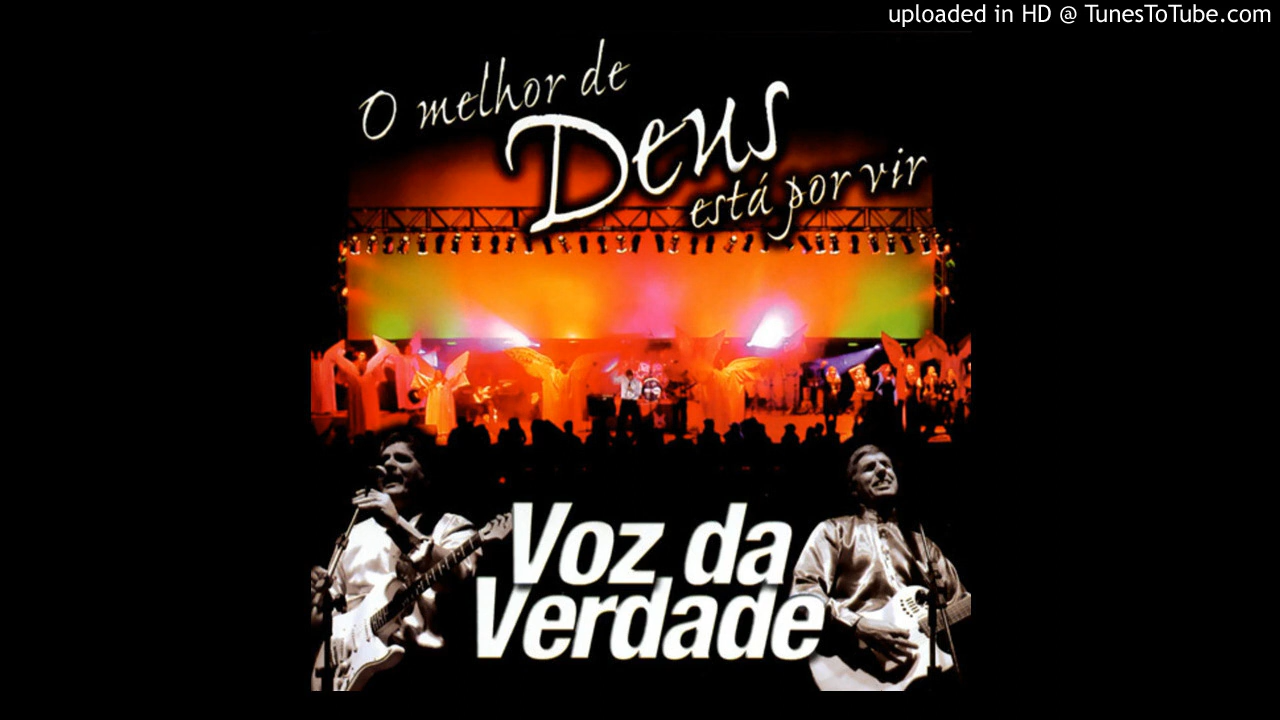 uploaded in HD @ TunesToTube.com
O melhor de
Deus
está por vir
Voz da
Verdade